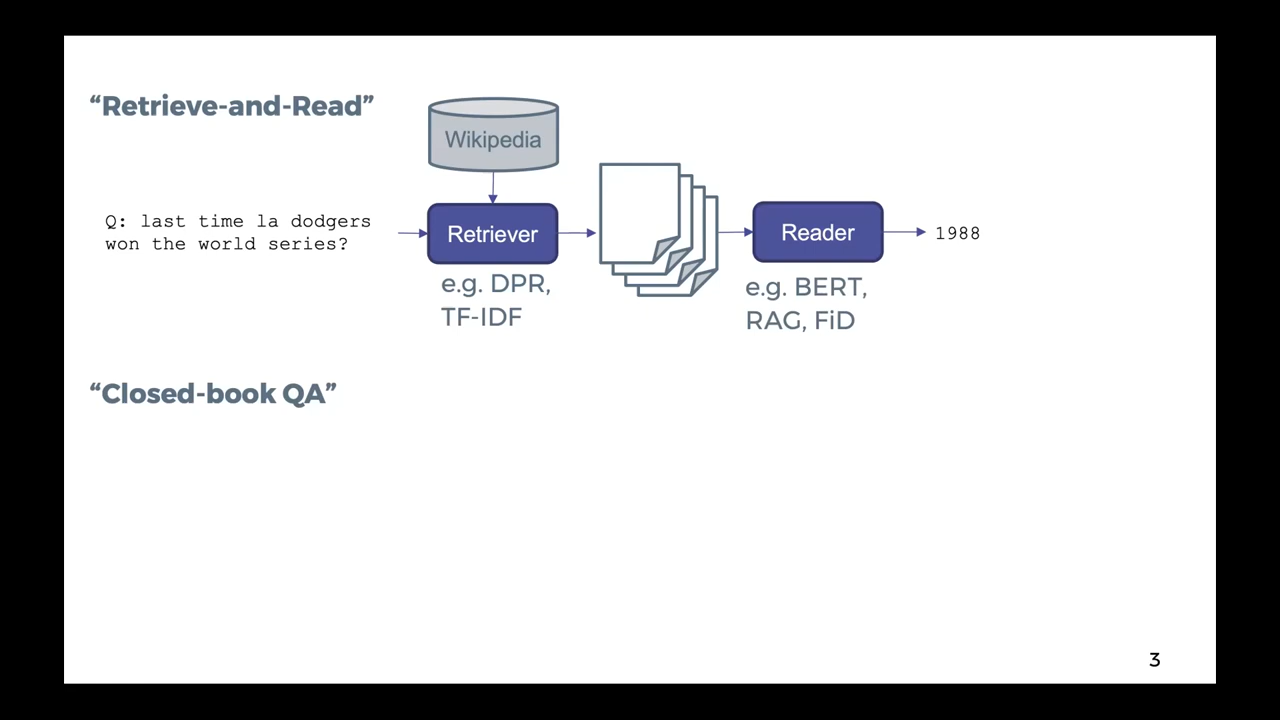 “Retrieve-and-Read”
Wikipedia
Q: last time la dodgers
won the world series?
Retriever
Reader
1988
e.g. DPR,
TF-IDF
e.g. BERT,
RAG, FiD
“Closed-book QA”
3